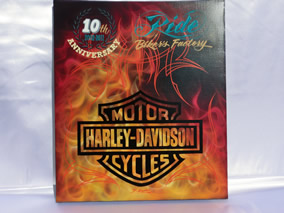 10th
ANNIVERSARY
Ride
Bikers Factory
MOTOR
HARLEY-DAVIDSON
CYCLES